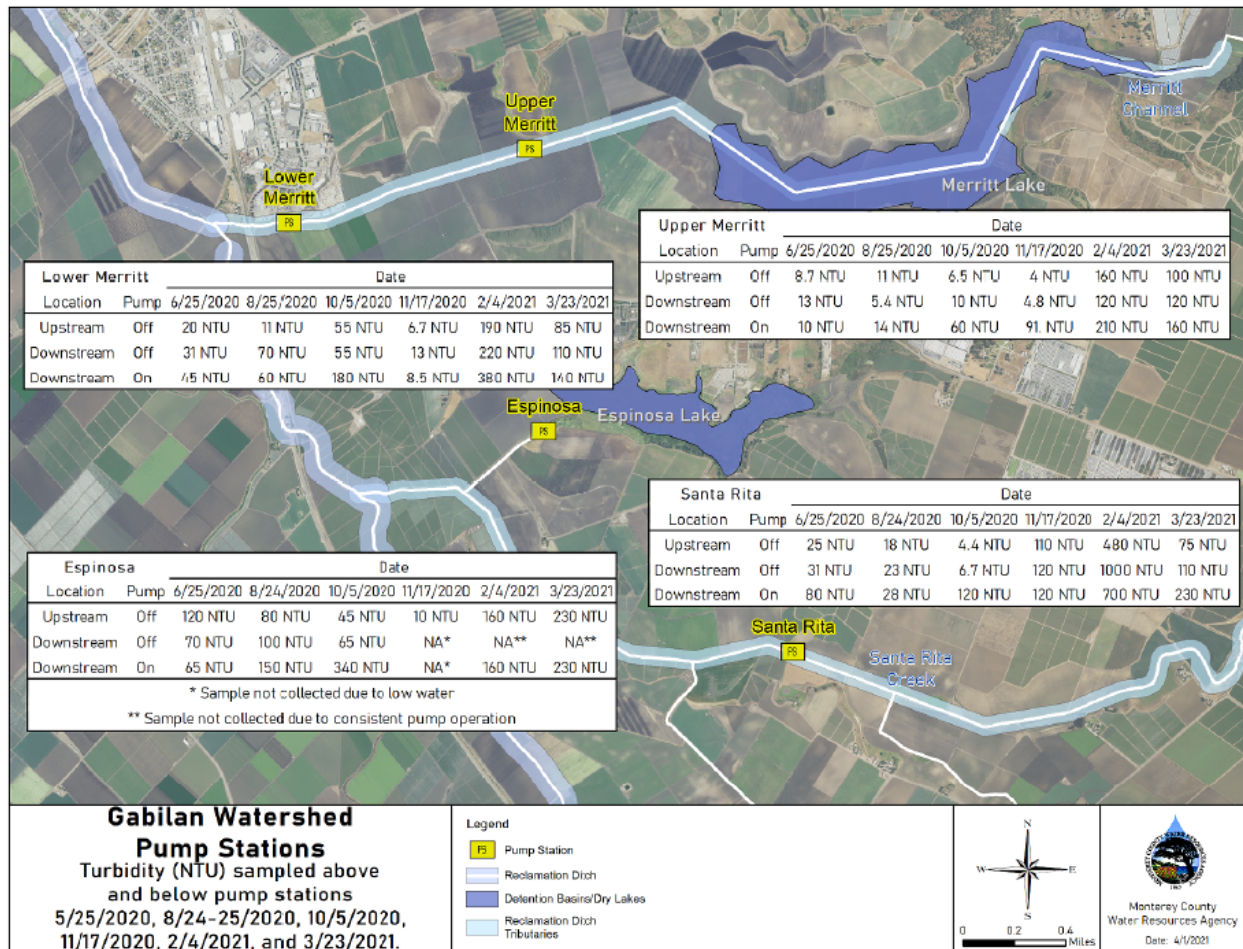 Upper
Merritt
PS
Lower
Merritt
PS
Merritt
Channel
Merritt Lake
Upper Merritt Date
Location Pump 6/25/2020 8/25/2020 10/5/2020 11/17/2020 2/4/2021 3/23/2021
Upstream Off 8.7 NTU 11 NTU 6.5 NTU 4 NTU 160 NTU 100 NTU
Downstream Off 13 NTU 5.4 NTU 10 NTU 4.8 NTU 120 NTU 120 NTU
Downstream On 10 NTU 14 NTU 60 NTU 91. NTU 210 NTU 160 NTU
Lower Merritt Date
Location Pump 6/25/2020 8/25/2020 10/5/2020 11/17/2020 2/4/2021 3/23/2021
Upstream Off 20 NTU 11 NTU 55 NTU 6.7 NTU 190 NTU 85 NTU
Downstream Off 31 NTU 70 NTU 55 NTU 13 NTU 220 NTU 110 NTU
Downstream On 45 NTU 60 NTU 180 NTU 8.5 NTU 380 NTU 140 NTU
Espinosa
PS
Espinosa Lake
Santa Rita Date
Location Pump 6/25/2020 8/24/2020 10/5/2020 11/17/2020 2/4/2021 3/23/2021
Upstream Off 25 NTU 18 NTU 4.4 NTU 110 NTU 480 NTU 75 NTU
Downstream Off 31 NTU 23 NTU 6.7 NTU 120 NTU 1000 NTU 110 NTU
Downstream On 80 NTU 28 NTU 120 NTU 120 NTU 700 NTU 230 NTU
Espinosa Date
Location Pump 6/25/2020 8/24/2020 10/5/2020 11/17/2020 2/4/2021 3/23/2021
Upstream Off 120 NTU 80 NTU 45 NTU 10 NTU 160 NTU 230 NTU
Downstream Off 70 NTU 100 NTU 65 NTU NA* NA** NA**
Downstream On 65 NTU 150 NTU 340 NTU NA* 160 NTU 230 NTU
* Sample not collected due to low water
** Sample not collected due to consistent pump operation
Santa Rita
PS
Santa Rita
Creek
Gabilan Watershed
Pump Stations
Turbidity (NTU) sampled above
and below pump stations
5/25/2020, 8/24-25/2020, 10/5/2020,
11/17/2020, 2/4/2021, and 3/23/2021.
Legend
PS Pump Station
Reclamation Ditch
Detention Basins/Dry Lakes
Reclamation Ditch
Tributaries
N
W E
S
0 0.2 0.4
Miles
MONTEREY COUNTY WATER RESOURCES AGENCY
Monterey County
Water Resources Agency
Date: 4/1/2021